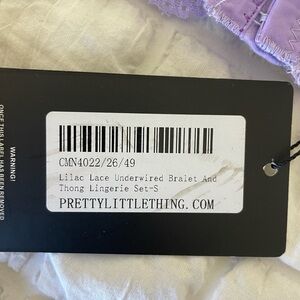 CMN4022/26/49
Lilac Lace Underwired Bralet And
Thong Lingerie Set-S
PRETTYLITTLETHING.COM
WARNING!
ONCE THIS LABEL HAS BEEN REMOVED